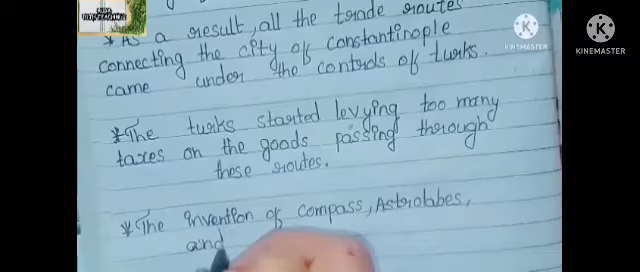 * As a result, all the trade routes
connecting the city of constantinople
came under the controls of turks.
*The turks started levying too many
taxes on the goods passing through
these routes.
*The invention of compass, Astrolabes,
and
KINEMASTER
KINEMASTER